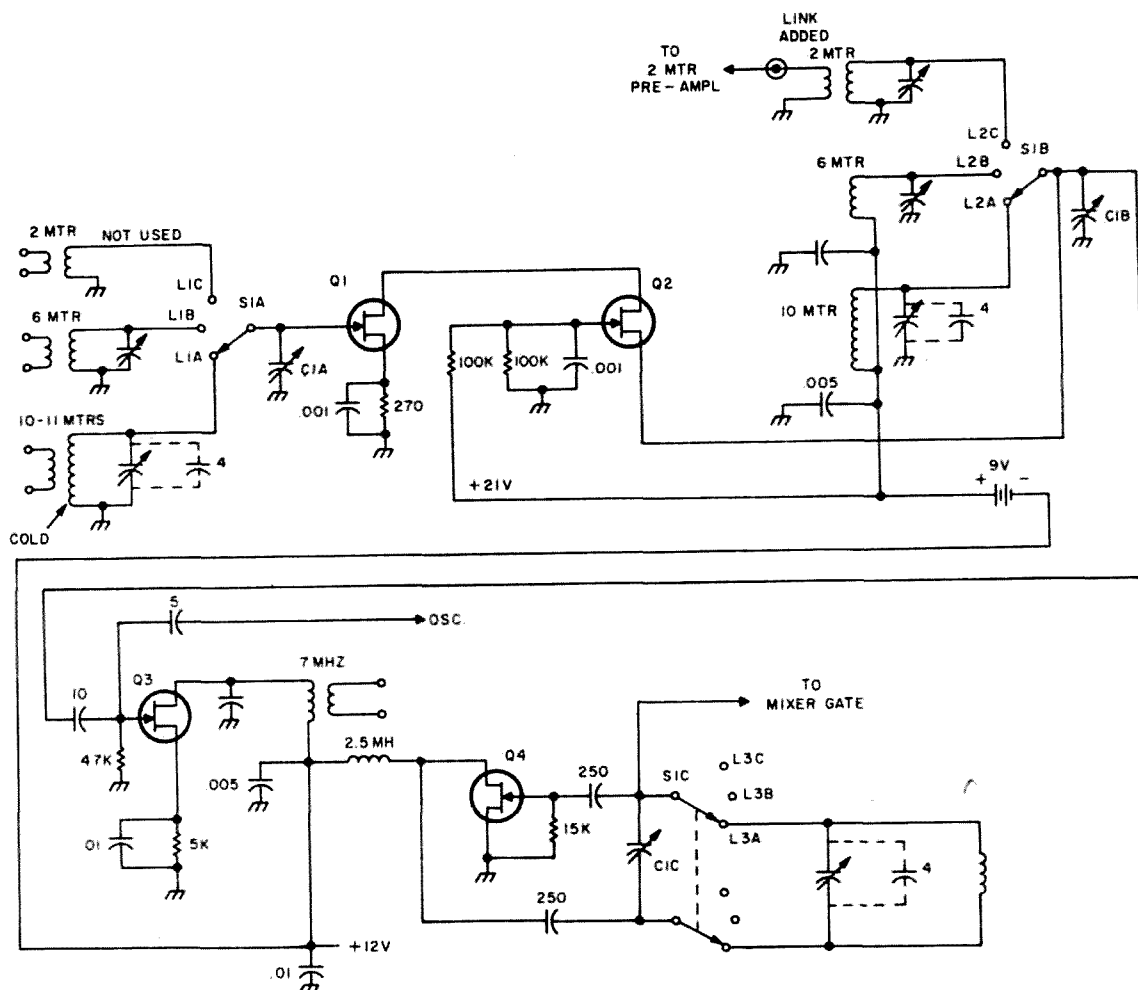 LINK
ADDED
2 MTR
TO
2 MTR
PRE-AMPL
L2C
S1B
6 MTR
L2B
L2A
C1B
2 MTR
NOT USED
L1C
Q1
Q2
6 MTR
L1B
S1A
L1A
C1A
10 MTR
4
100K
100K
.001
.001
270
.005
10-11 MTRS
4
+21V
9V
+ -
COLD
5
OSC.
7 MHZ
Q3
10
TO
MIXER GATE
2.5MH
Q4
47K
.005
250
S1C
L3C
L3B
L3A
15K
C1C
4
.01
5K
250
+12V
.01